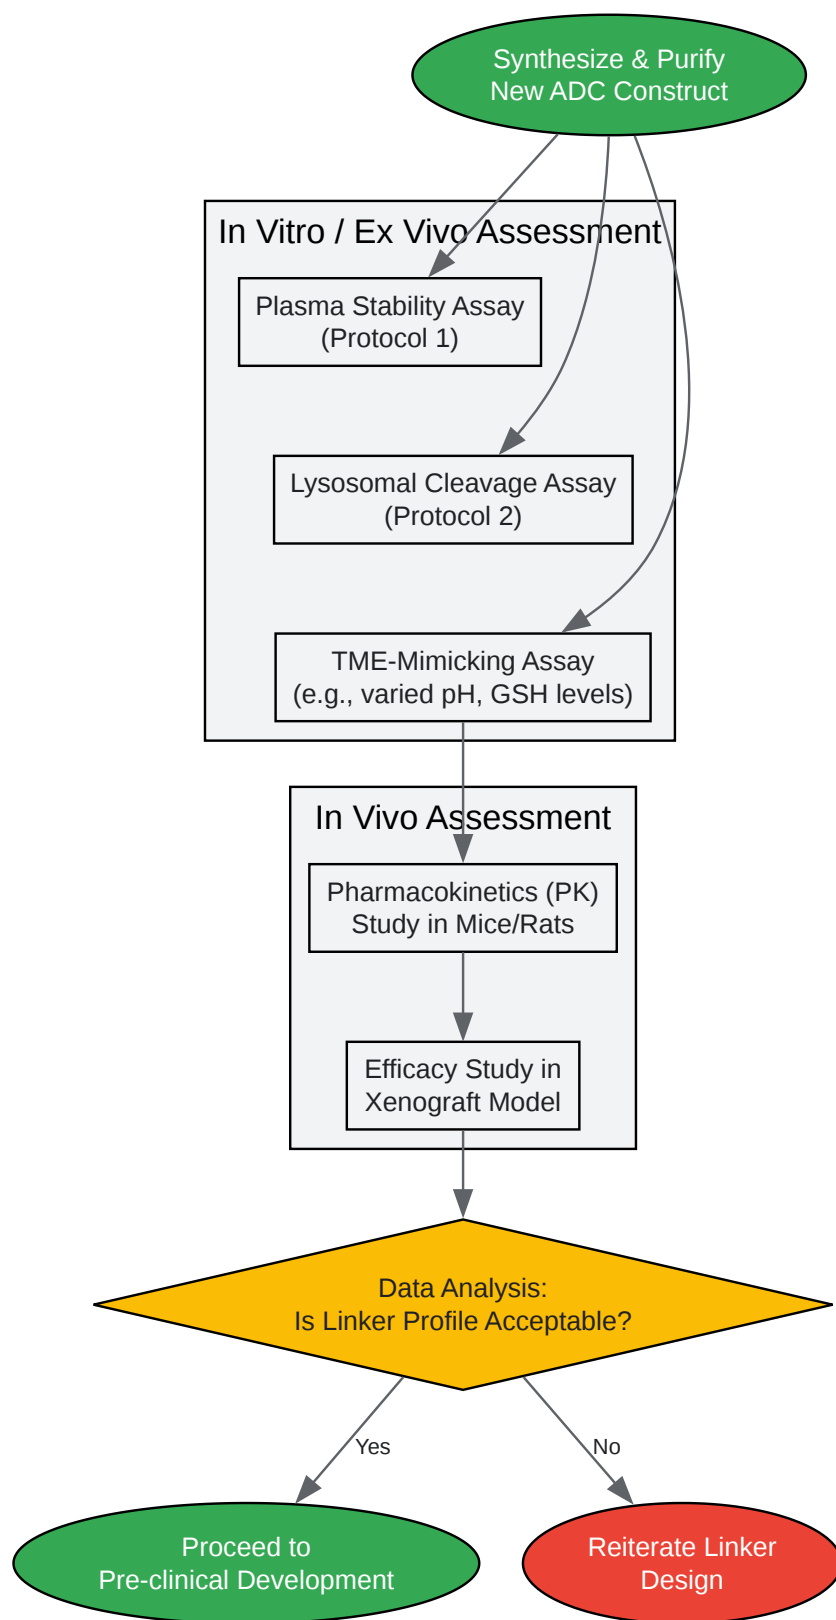 Synthesize & Purify
New ADC Construct
In Vitro / Ex Vivo Assessment
Plasma Stability Assay
(Protocol 1)
Lysosomal Cleavage Assay
(Protocol 2)
TME-Mimicking Assay
(e.g., varied pH, GSH levels)
In Vivo Assessment
Pharmacokinetics (PK)
Study in Mice/Rats
Efficacy Study in
Xenograft Model
Data Analysis:
Is Linker Profile Acceptable?
Yes
No
Proceed to
Pre-clinical Development
Reiterate Linker
Design